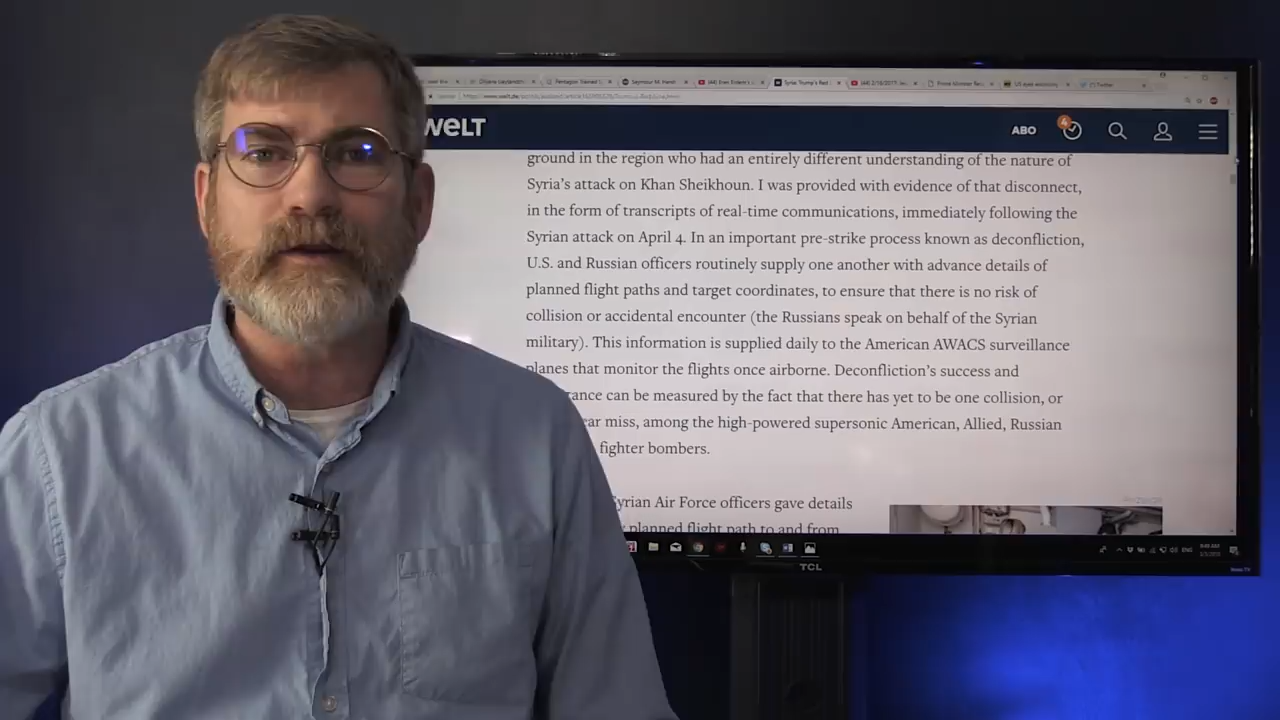 Seymour M. Hersh
WELT
ABO
4
ground in the region who had an entirely different understanding of the nature of
Syria's attack on Khan Sheikhoun. I was provided with evidence of that disconnect,
in the form of transcripts of real-time communications, immediately following the
Syrian attack on April 4. In an important pre-strike process known as deconfliction,
U.S. and Russian officers routinely supply one another with advance details of
planned flight paths and target coordinates, to ensure that there is no risk of
collision or accidental encounter (the Russians speak on behalf of the Syrian
military). This information is supplied daily to the American AWACS surveillance
planes that monitor the flights once airborne. Deconfliction's success and
can be measured by the fact that there has yet to be one collision, or
miss, among the high-powered supersonic American, Allied, Russian
fighter bombers.
Syrian Air Force officers gave details
planned flight path to and from
ENG
TCL